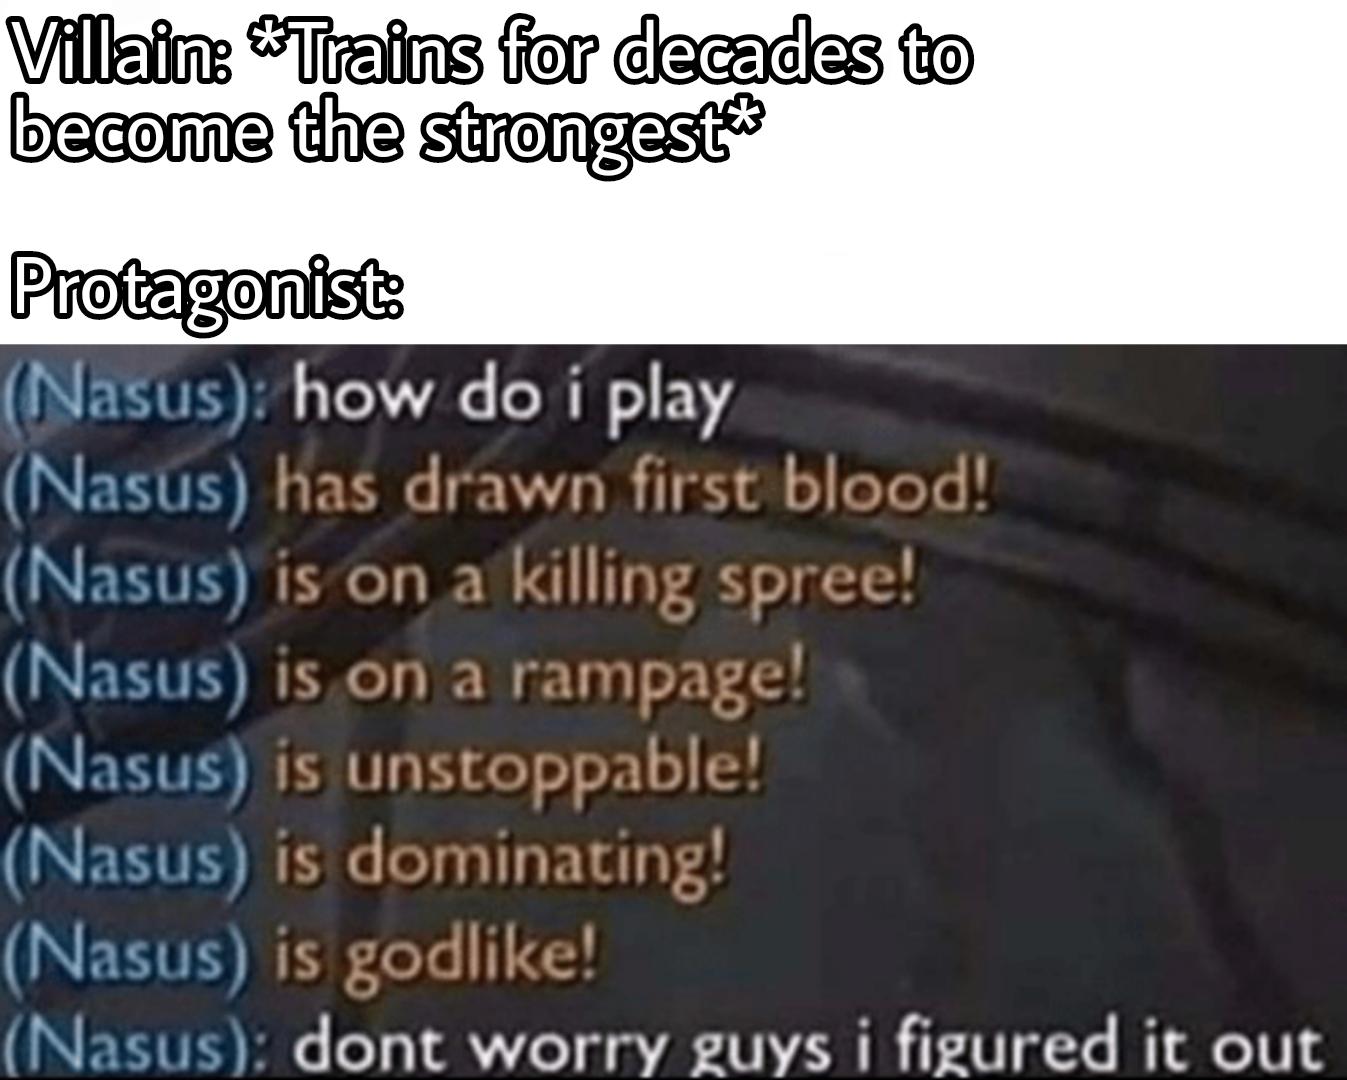 Villain: *Trains for decades to
become the strongest*
Protagonist:
(Nasus): how do i play
(Nasus) has drawn first blood!
(Nasus) is on a killing spree!
(Nasus) is on a rampage!
(Nasus) is unstoppable!
(Nasus) is dominating!
(Nasus) is godlike!
(Nasus): dont worry guys i figured it out